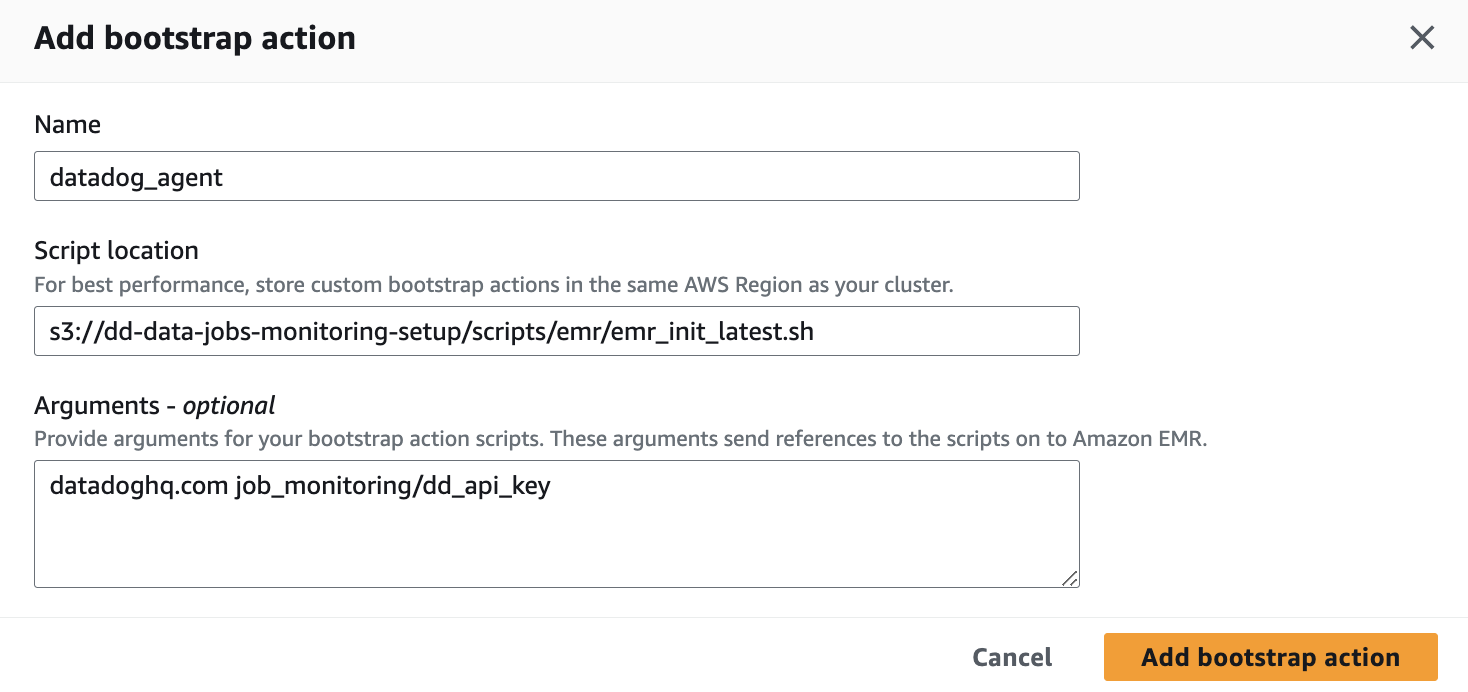 Add bootstrap action
Name
datadog_agent
Script location
For best performance, store custom bootstrap actions in the same AWS Region as your cluster.
s3://dd-data-jobs-monitoring-setup/scripts/emr/emr_init_latest.sh
Arguments - optional
Provide arguments for your bootstrap action scripts. These arguments send references to the scripts on to Amazon EMR.
datadoghq.com job_monitoring/dd_api_key
Cancel Add bootstrap action